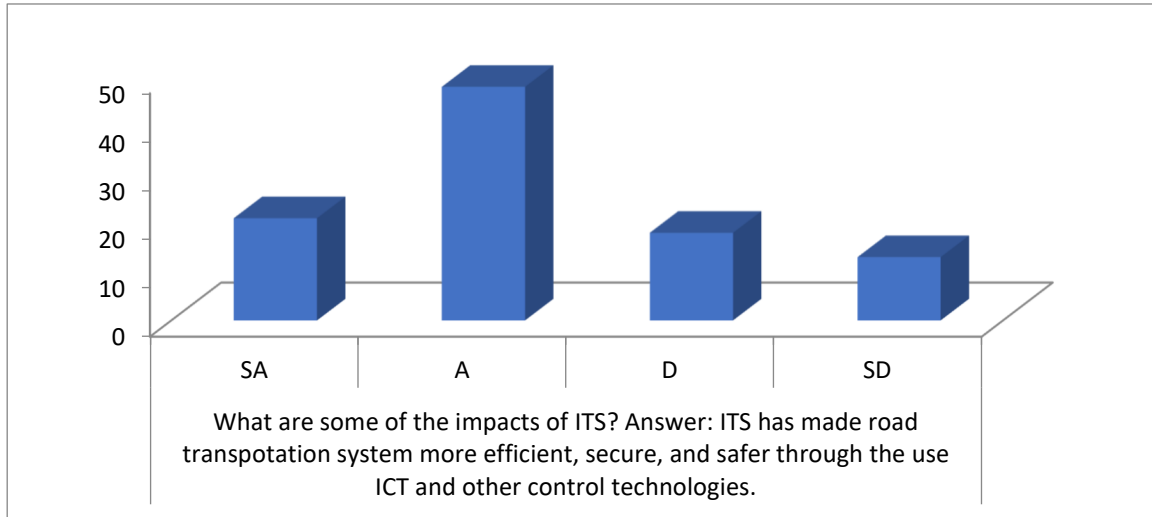 50
40
30
20
10
0
SA A D SD
What are some of the impacts of ITS? Answer: ITS has made road
transpotation system more efficient, secure, and safer through the use
ICT and other control technologies.